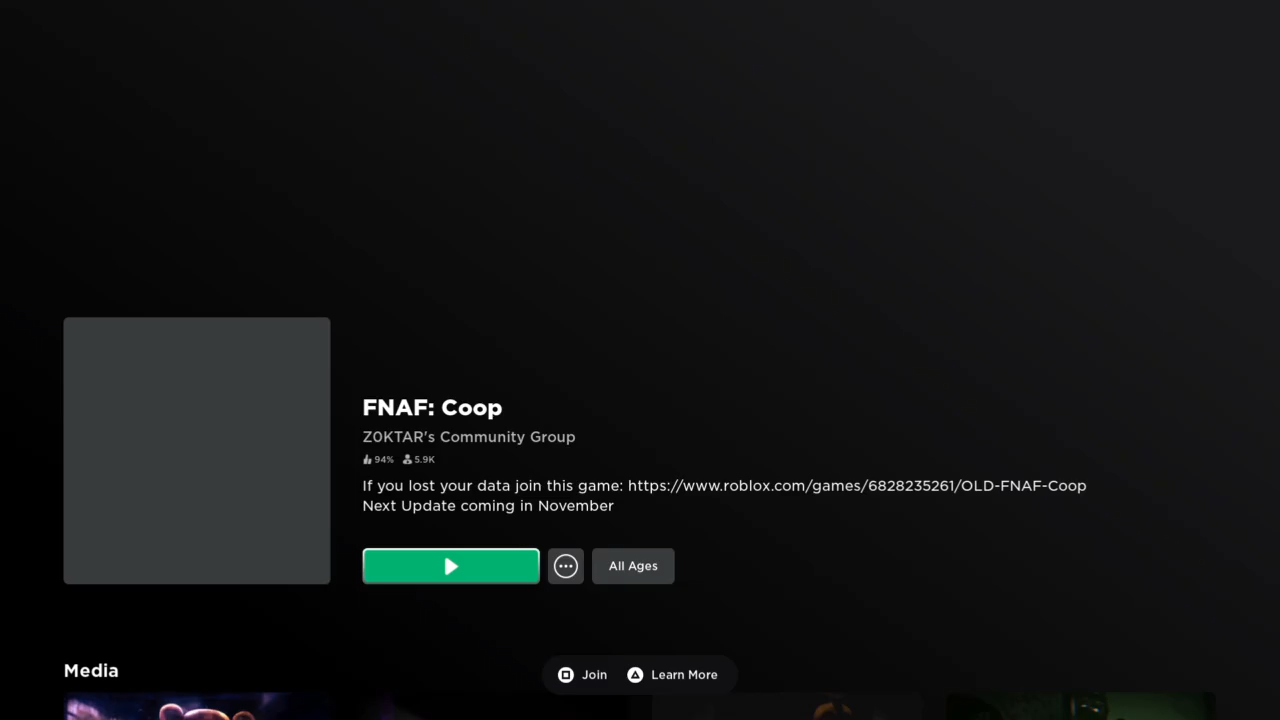 FNAF: Coop
Z0KTAR's Community Group
94% 5.9K
If you lost your data join this game: https://www.roblox.com/games/6828235261/OLD-FNAF-Coop
Next Update coming in November
All Ages
Media
Join Learn More